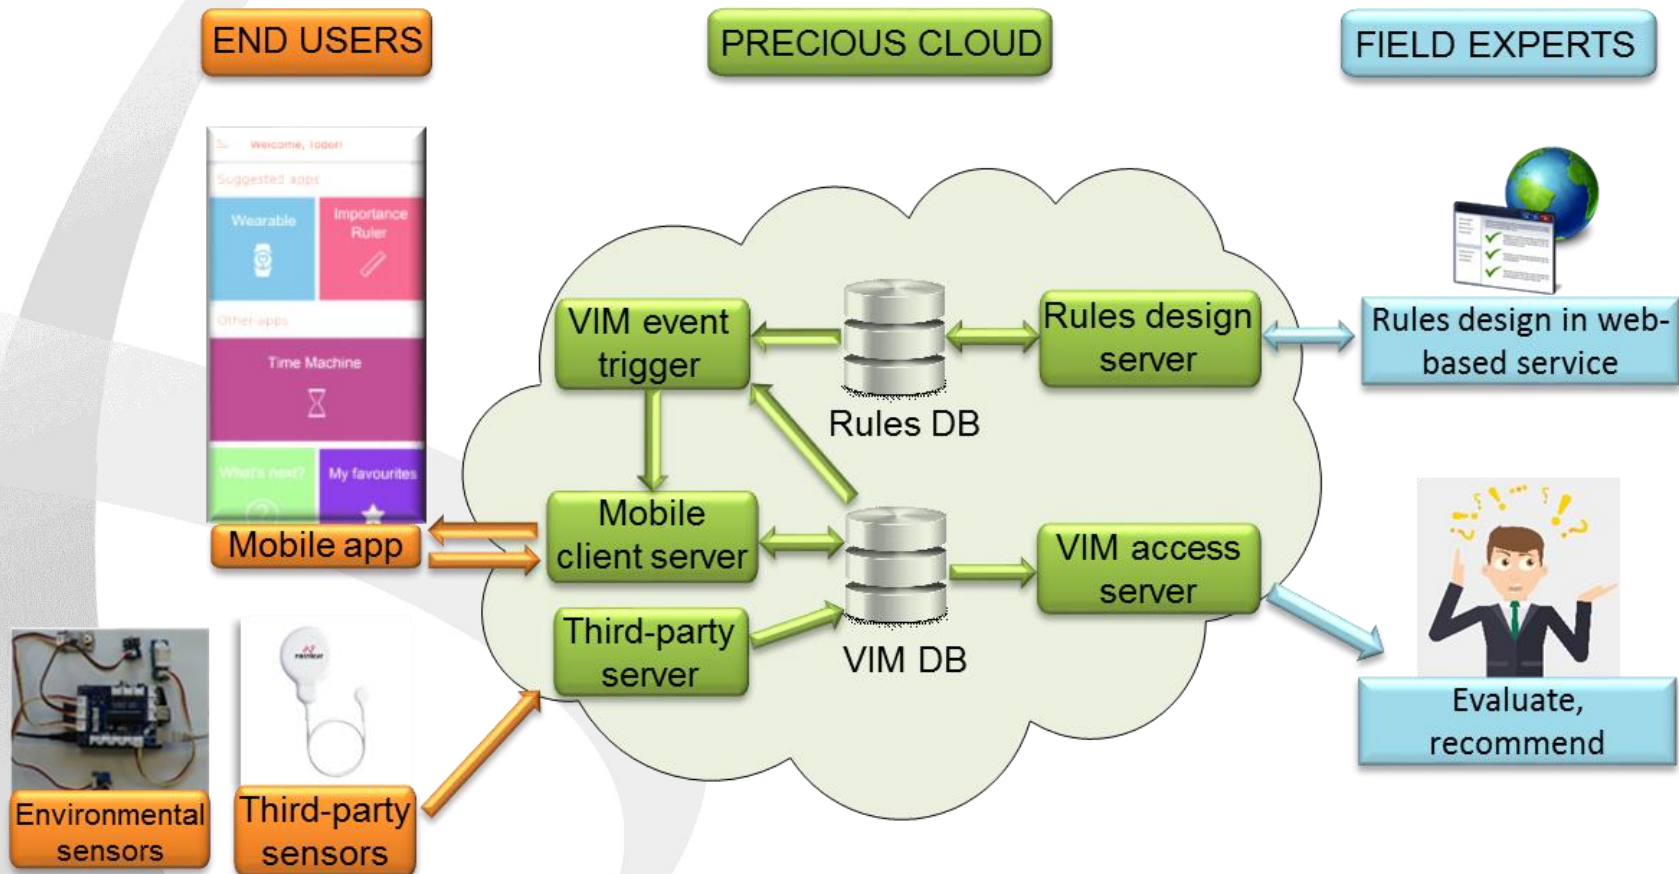 END USERS
PRECIOUS CLOUD
FIELD EXPERTS
Welcome, Todor!
Suggested apps
Wearable
Importance
Ruler
Other apps
Time Machine
What's next?
My favourites
Mobile app
Environmental
sensors
Third-party
sensors
VIM event
trigger
Rules DB
Rules design
server
Mobile
client server
Third-party
server
VIM DB
VIM access
server
Rules design in web-
based service
Evaluate,
recommend